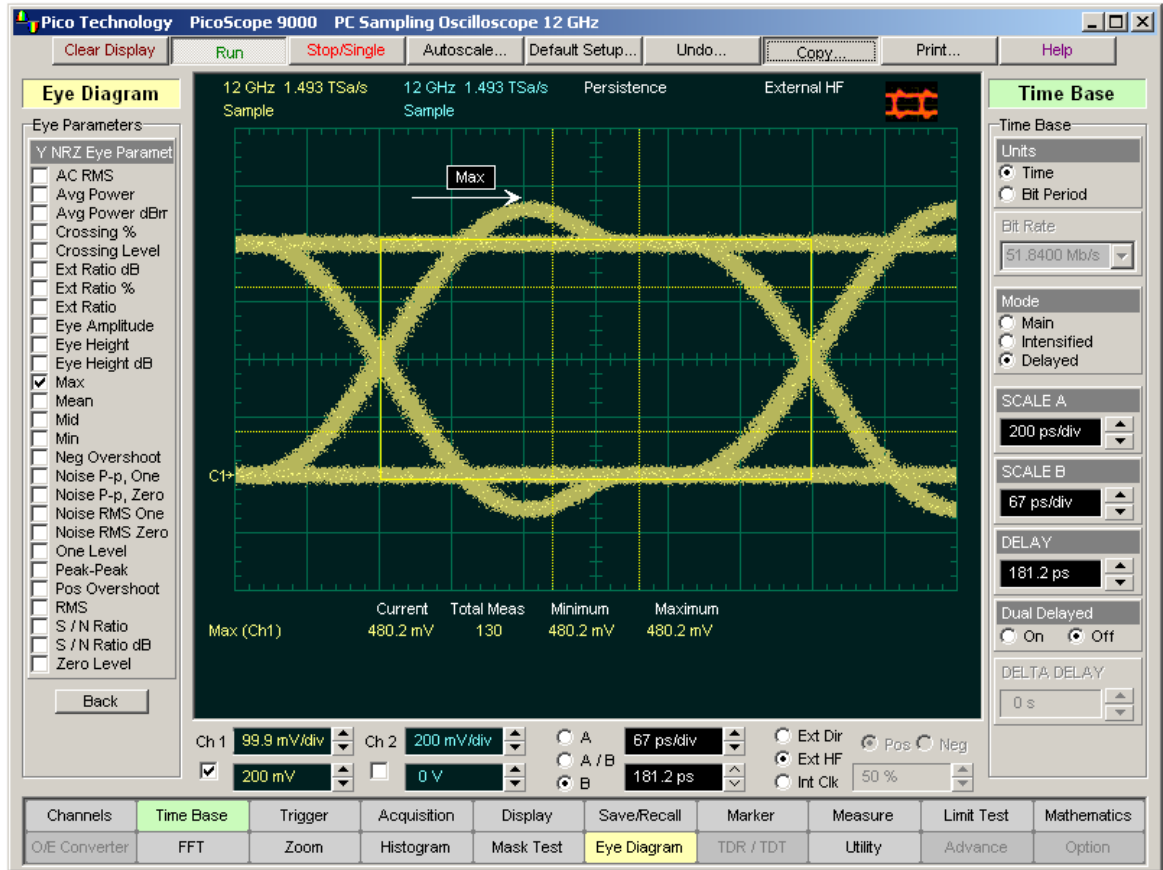 Pico Technology PicoScope 9000 PC Sampling Oscilloscope 12 GHz
Clear Display Run Stop/Single Autoscale... Default Setup... Undo... Copy... Print... Help
Eye Diagram
Eye Parameters
Y NRZ Eye Paramet
AC RMS
Avg Power
Avg Power dBm
Crossing %
Crossing Level
Ext Ratio dB
Ext Ratio %
Ext Ratio
Eye Amplitude
Eye Height
Eye Height dB
Max
Mean
Mid
Min
Neg Overshoot
Noise P-p, One
Noise P-p, Zero
Noise RMS One
Noise RMS Zero
One Level
Peak-Peak
Pos Overshoot
RMS
S / N Ratio
S / N Ratio dB
Zero Level
Back
12 GHz 1.493 TSa/s 12 GHz 1.493 TSa/s Persistence External HF
Sample Sample
Max
C1
Current Total Meas Minimum Maximum
Max (Ch1) 480.2 mV 130 480.2 mV 480.2 mV
Time Base
Time Base
Units
Time
Bit Period
Bit Rate
51.8400 Mb/s
Mode
Main
Intensified
Delayed
SCALE A
200 ps/div
SCALE B
67 ps/div
DELAY
181.2 ps
Dual Delayed
On Off
DELTA DELAY
0 s
Ch 1 99.9 mV/div Ch 2 200 mV/div A 67 ps/div Ext Dir Pos Neg
A / B Ext HF
200 mV 0 V B 181.2 ps Int Clk 50 %
Channels Time Base Trigger Acquisition Display Save/Recall Marker Measure Limit Test Mathematics
O/E Converter FFT Zoom Histogram Mask Test Eye Diagram TDR / TDT Utility Advance Option